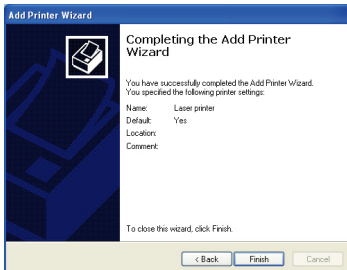 Add Printer Wizard
Completing the Add Printer
Wizard
You have successfully completed the Add Printer Wizard.
You specified the following printer settings:
Name: Laser printer
Default: Yes
Location:
Comment:
To close this wizard, click Finish.
< Back Finish Cancel